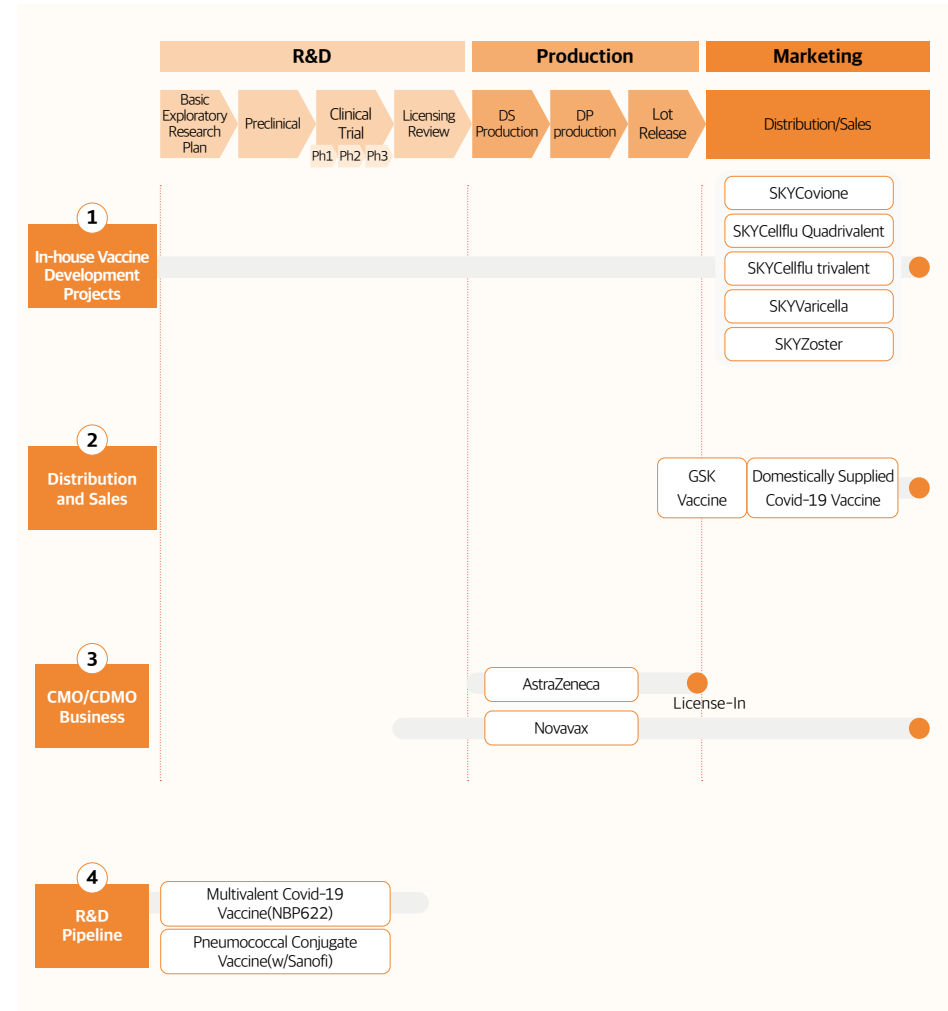 R&D
Production
Marketing
Basic
Exploratory
Research
Plan
Preclinical
Clinical
Trial
Ph1 Ph2 Ph3
Licensing
Review
DS
Production
DP
production
Lot
Release
Distribution/Sales
1
In-house Vaccine
Development
Projects
SKYCovione
SKYCellflu Quadrivalent
SKYCellflu trivalent
SKYVaricella
SKYZoster
2
Distribution
and Sales
GSK
Vaccine
Domestically Supplied
Covid-19 Vaccine
3
CMO/CDMO
Business
AstraZeneca
License-In
Novavax
4
R&D
Pipeline
Multivalent Covid-19
Vaccine(NBP622)
Pneumococcal Conjugate
Vaccine(w/Sanofi)